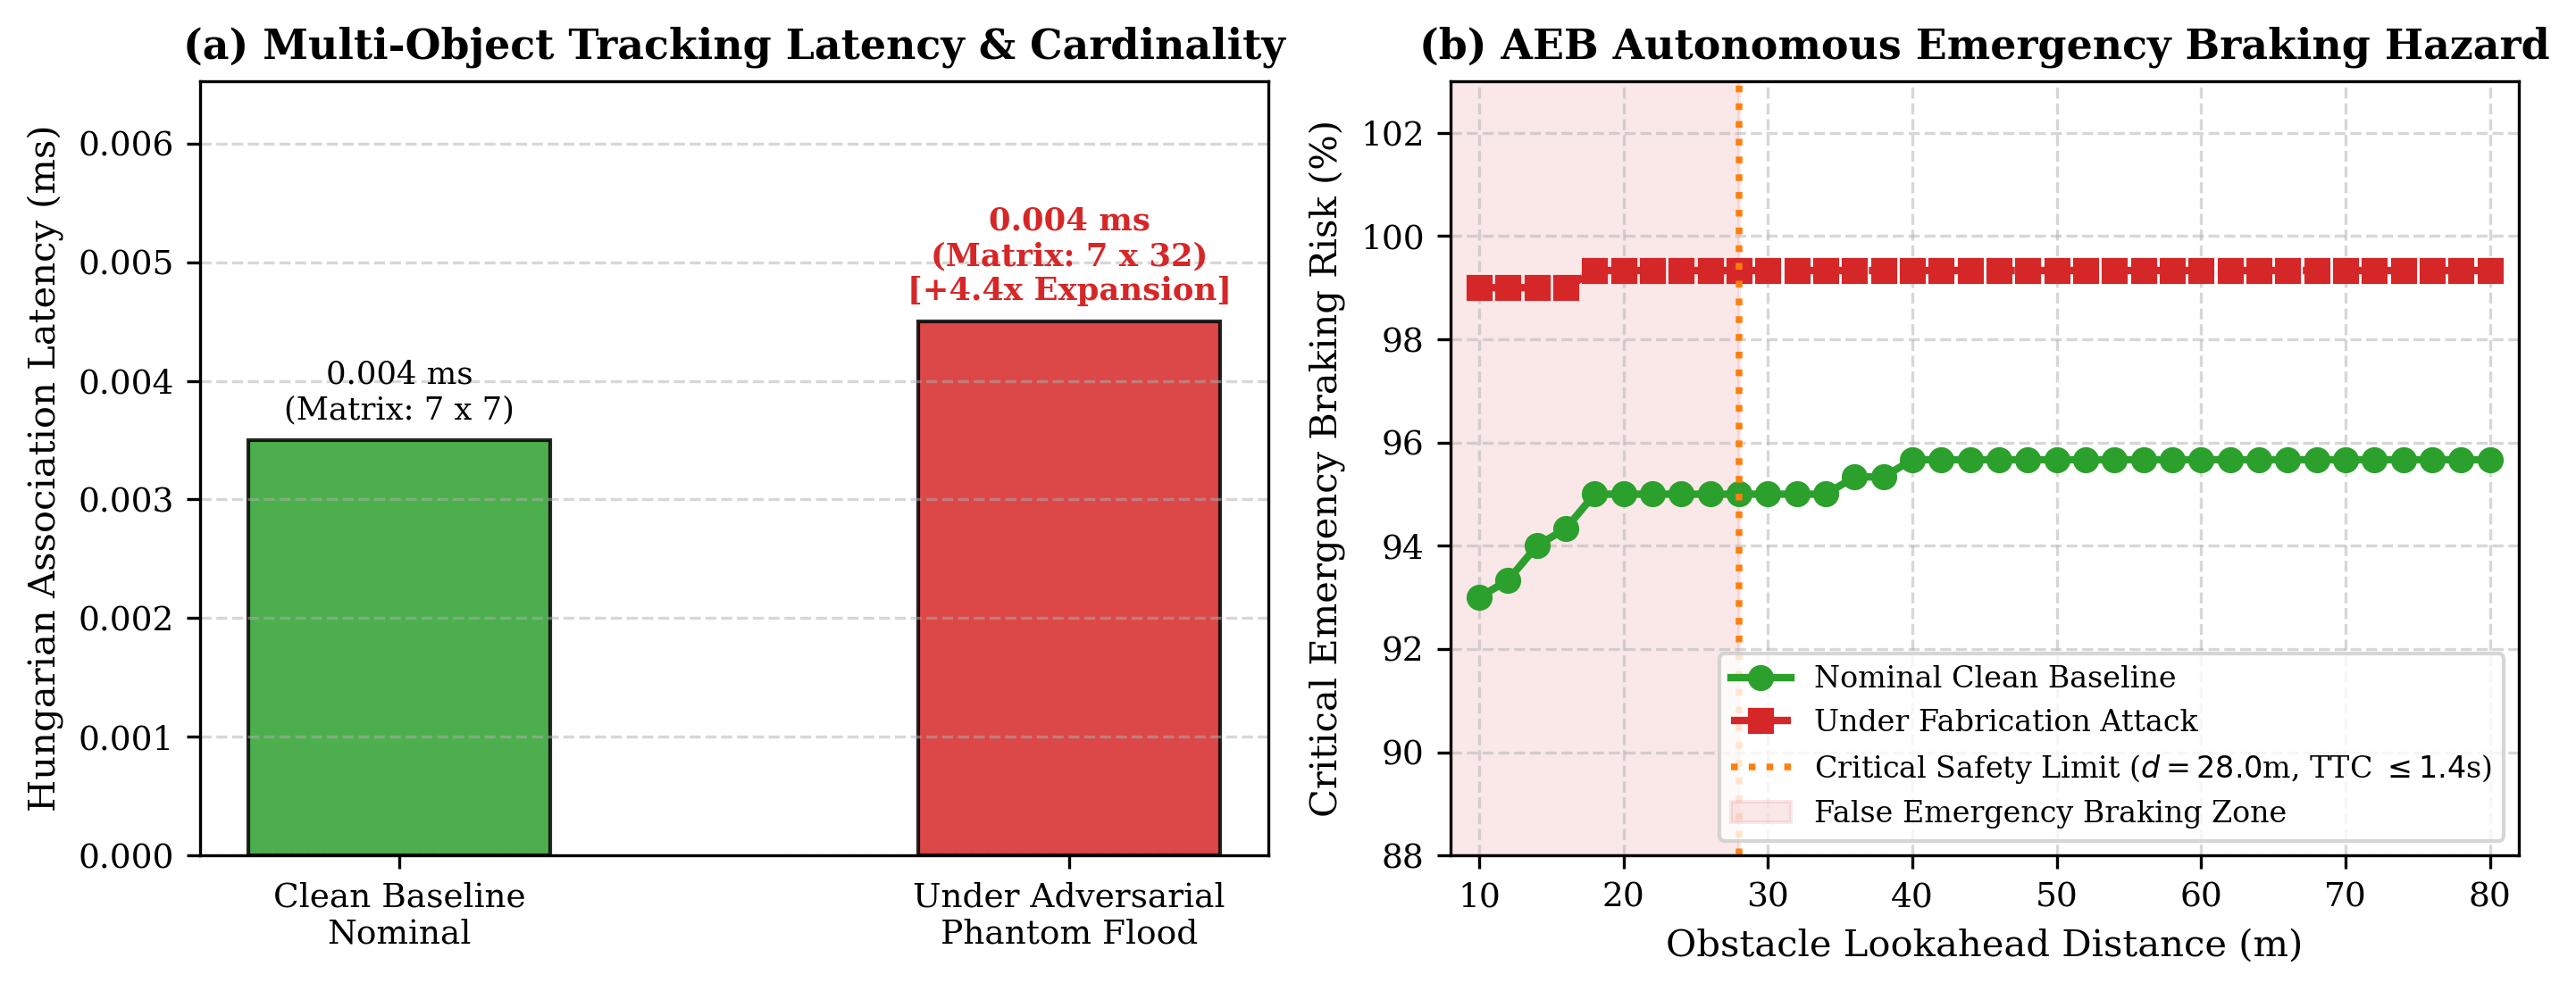 (a) Multi-Object Tracking Latency & Cardinality
Hungarian Association Latency (ms)
0.006
0.005
0.004
0.003
0.002
0.001
0.000
0.004 ms
(Matrix: 7 x 7)
0.004 ms
(Matrix: 7 x 32)
[+4.4x Expansion]
Clean Baseline
Nominal
Under Adversarial
Phantom Flood
(b) AEB Autonomous Emergency Braking Hazard
Critical Emergency Braking Risk (%)
102
100
98
96
94
92
90
88
Nominal Clean Baseline
Under Fabrication Attack
Critical Safety Limit (d = 28.0m, TTC ≤ 1.4s)
False Emergency Braking Zone
10 20 30 40 50 60 70 80
Obstacle Lookahead Distance (m)